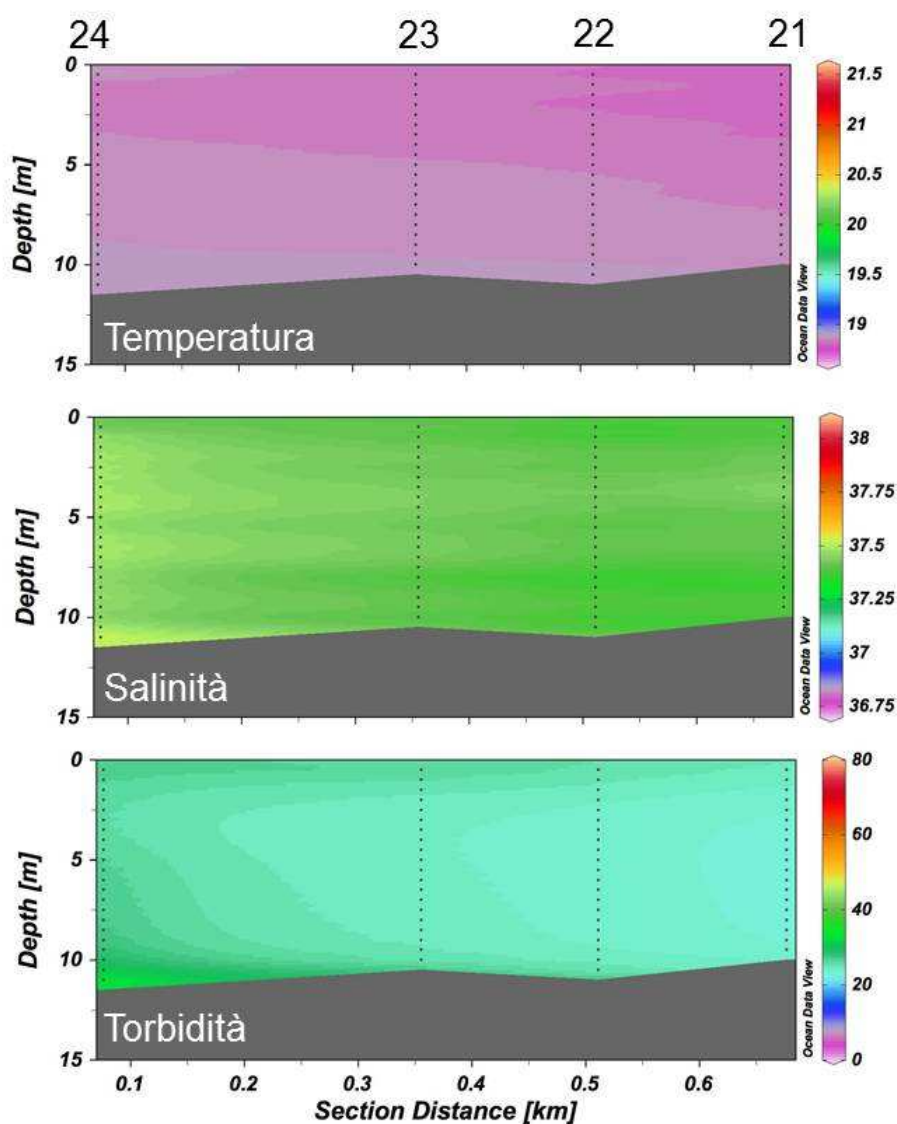 24 23 22 21
0
5
10
15
Depth [m]
Temperatura
21.5
21
20.5
20
19.5
19
Ocean Data View
0
5
10
15
Depth [m]
Salinità
38
37.75
37.5
37.25
37
36.75
Ocean Data View
0
5
10
15
Depth [m]
Torbidità
80
60
40
20
0
Ocean Data View
0.1 0.2 0.3 0.4 0.5 0.6
Section Distance [km]